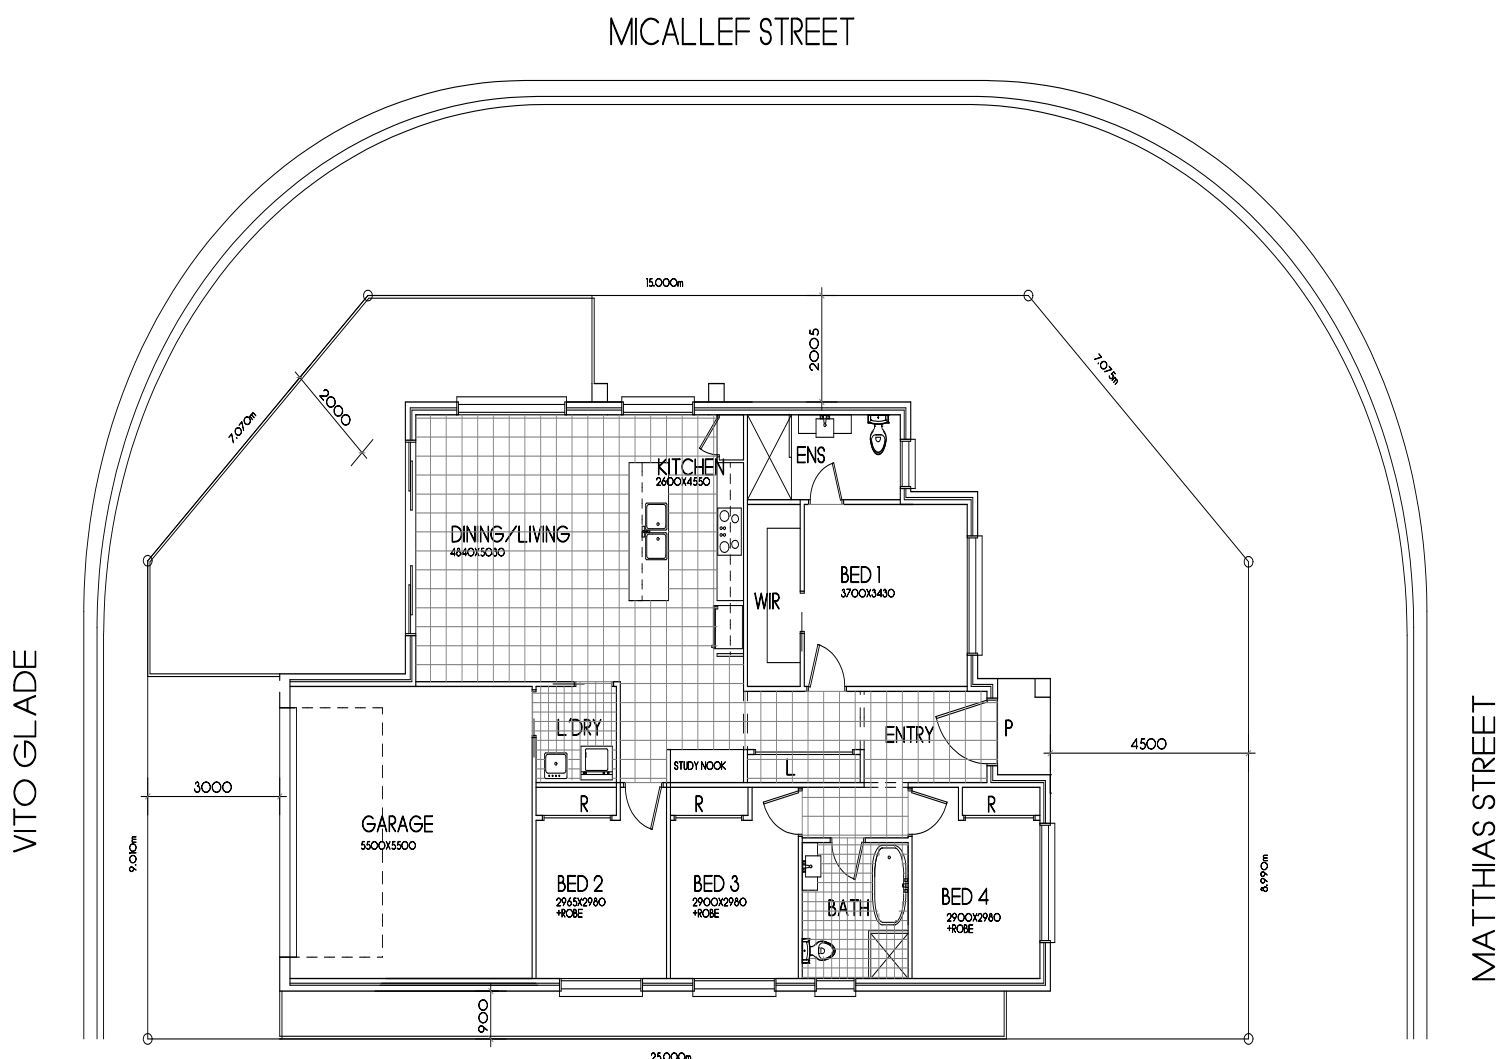 MICALLEF STREET
15.000m
2005
7.075m
2000
7.070m
KITCHEN
2600X4550
ENS
DINING/LIVING
4840X5030
BED 1
3700X3430
WIR
VITO GLADE
MATTHIAS STREET
L'DRY
ENTRY
P
4500
STUDY NOOK
L
3000
R
R
R
GARAGE
5500X5500
9.010m
8.990m
BED 2
2965X2980
+ROBE
BED 3
2900X2980
+ROBE
BATH
BED 4
2900X2980
+ROBE
900
25.000m